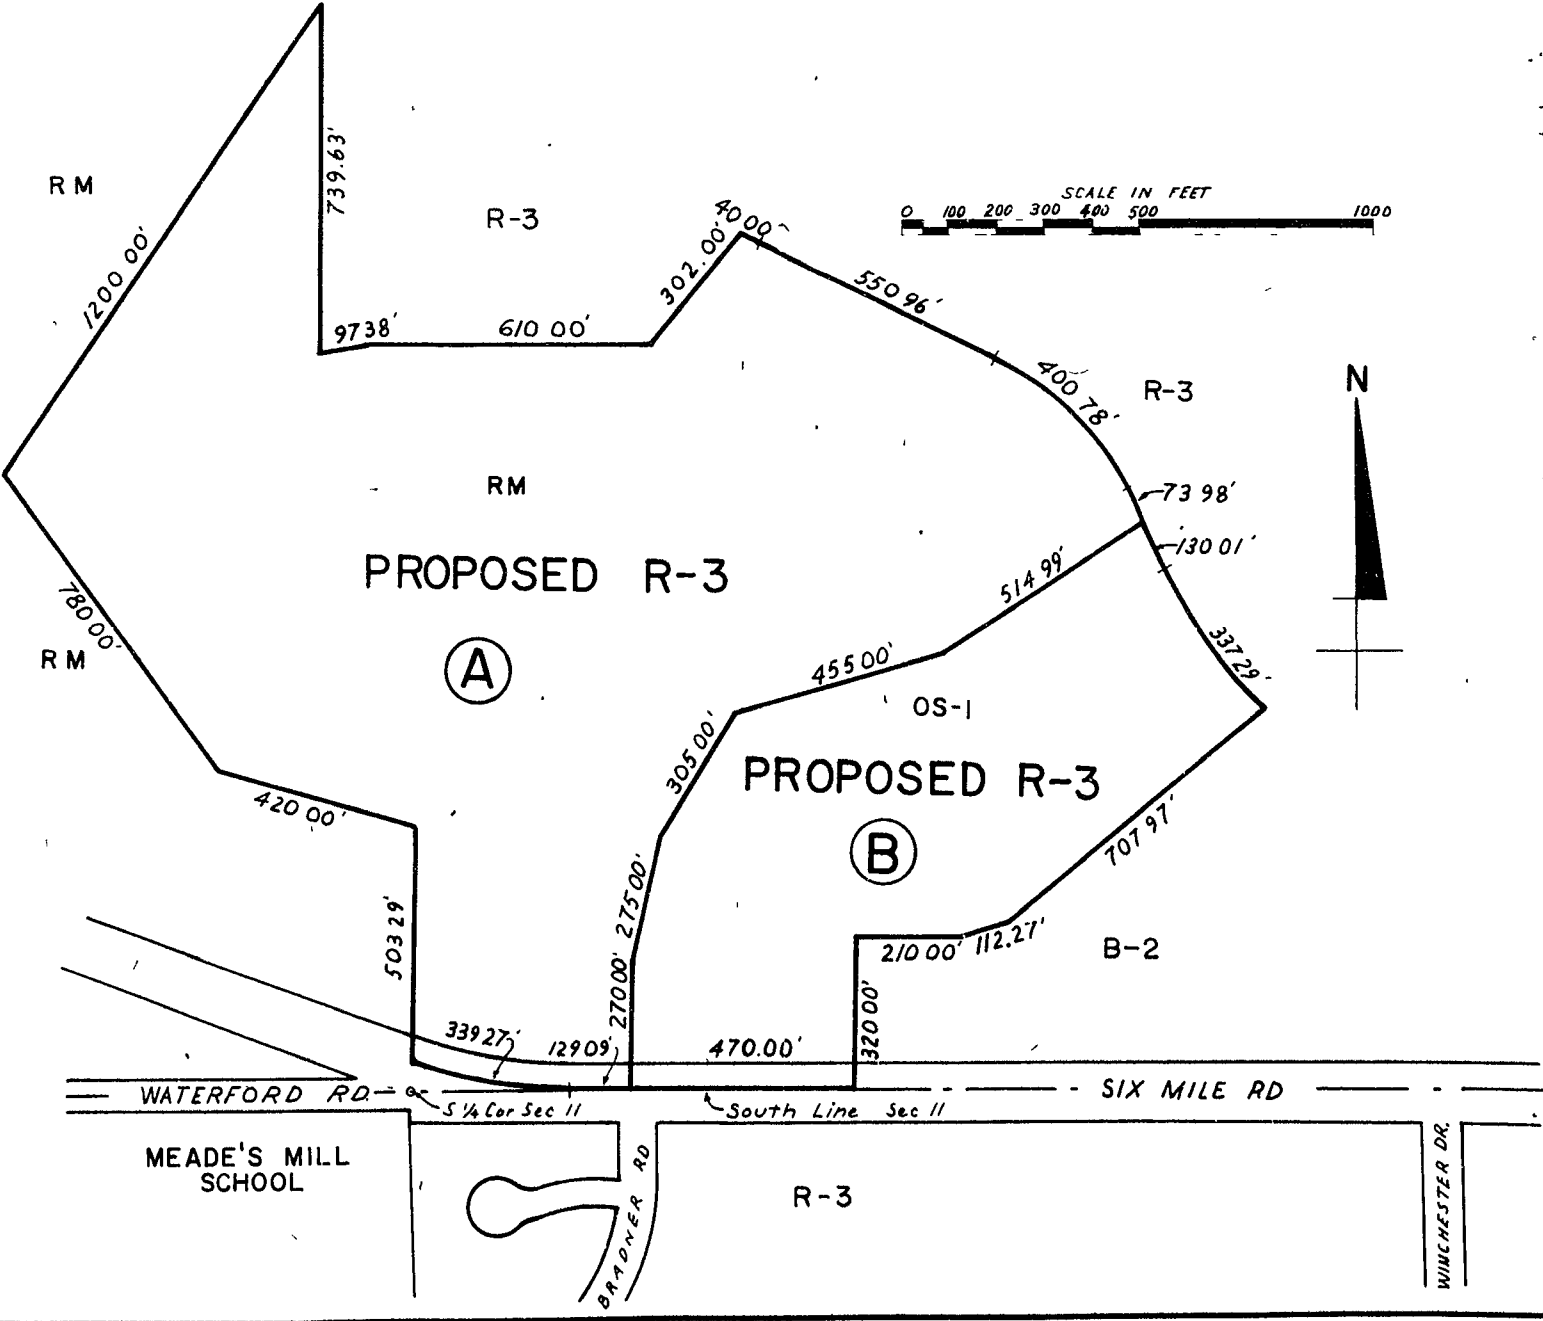 739.63'
RM
R-3
SCALE IN FEET
0 100 200 300 400 500 1000
40 00'
302.00'
1200 00'
550 96'
97 38'
610 00'
400 78'
R-3
N
RM
73 98'
130 01'
PROPOSED R-3
514 99'
780 00'
RM
A
337 29'
455 00'
OS-1
305 00'
PROPOSED R-3
420 00'
707 97'
B
275 00'
503 29'
210 00'
112.27'
B-2
270 00'
320 00'
339 27'
129 09'
470.00'
WATERFORD RD.
S 1/4 Cor Sec 11
South Line Sec 11
SIX MILE RD
MEADE'S MILL
SCHOOL
BRADNER RD
R-3
WINCHESTER DR.